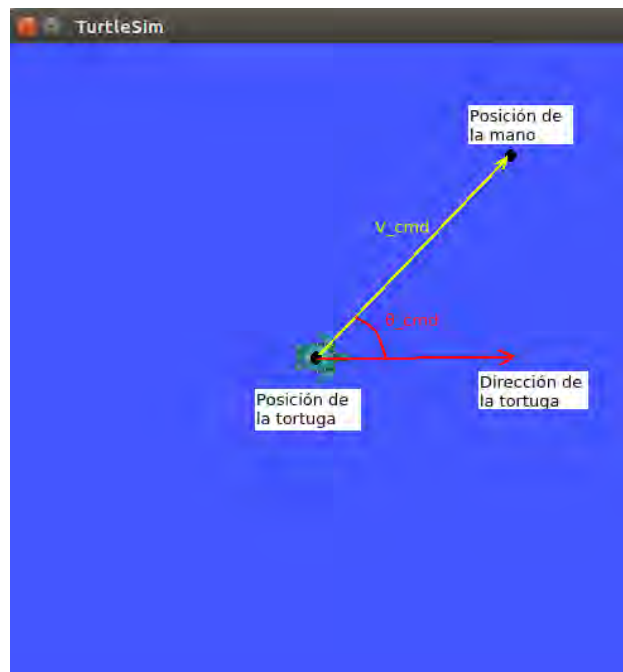 TurtleSim
Posición de
la mano
V_cmd
θ_cmd
Dirección de
la tortuga
Posición de
la tortuga